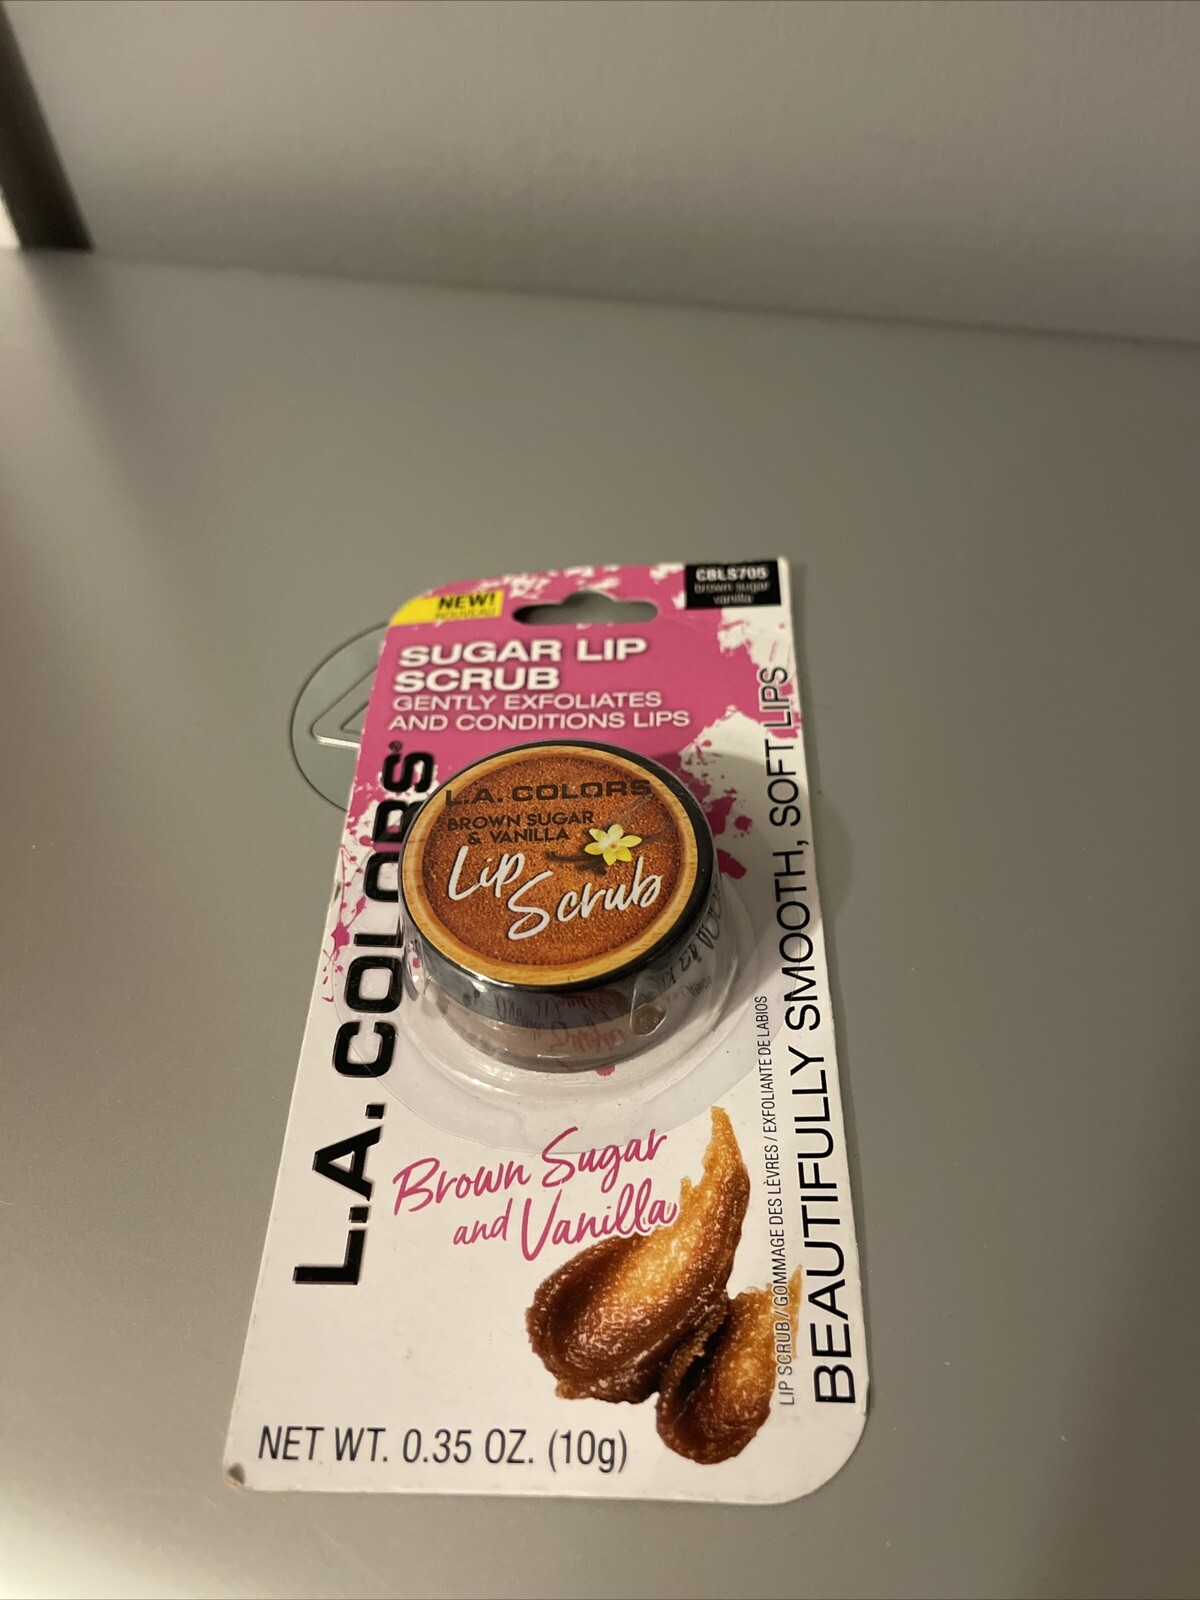 NEW!
NOUVEAU
CBLS705
brown sugar
vanilla
SUGAR LIP
SCRUB
GENTLY EXFOLIATES
AND CONDITIONS LIPS
L.A. COLORS®
L.A. COLORS
BROWN SUGAR
& VANILLA
Lip
Scrub
Brown Sugar
and Vanilla
LIP SCRUB / GOMMAGE DES LÈVRES / EXFOLIANTE DE LABIOS
BEAUTIFULLY SMOOTH, SOFT LIPS
NET WT. 0.35 OZ. (10g)